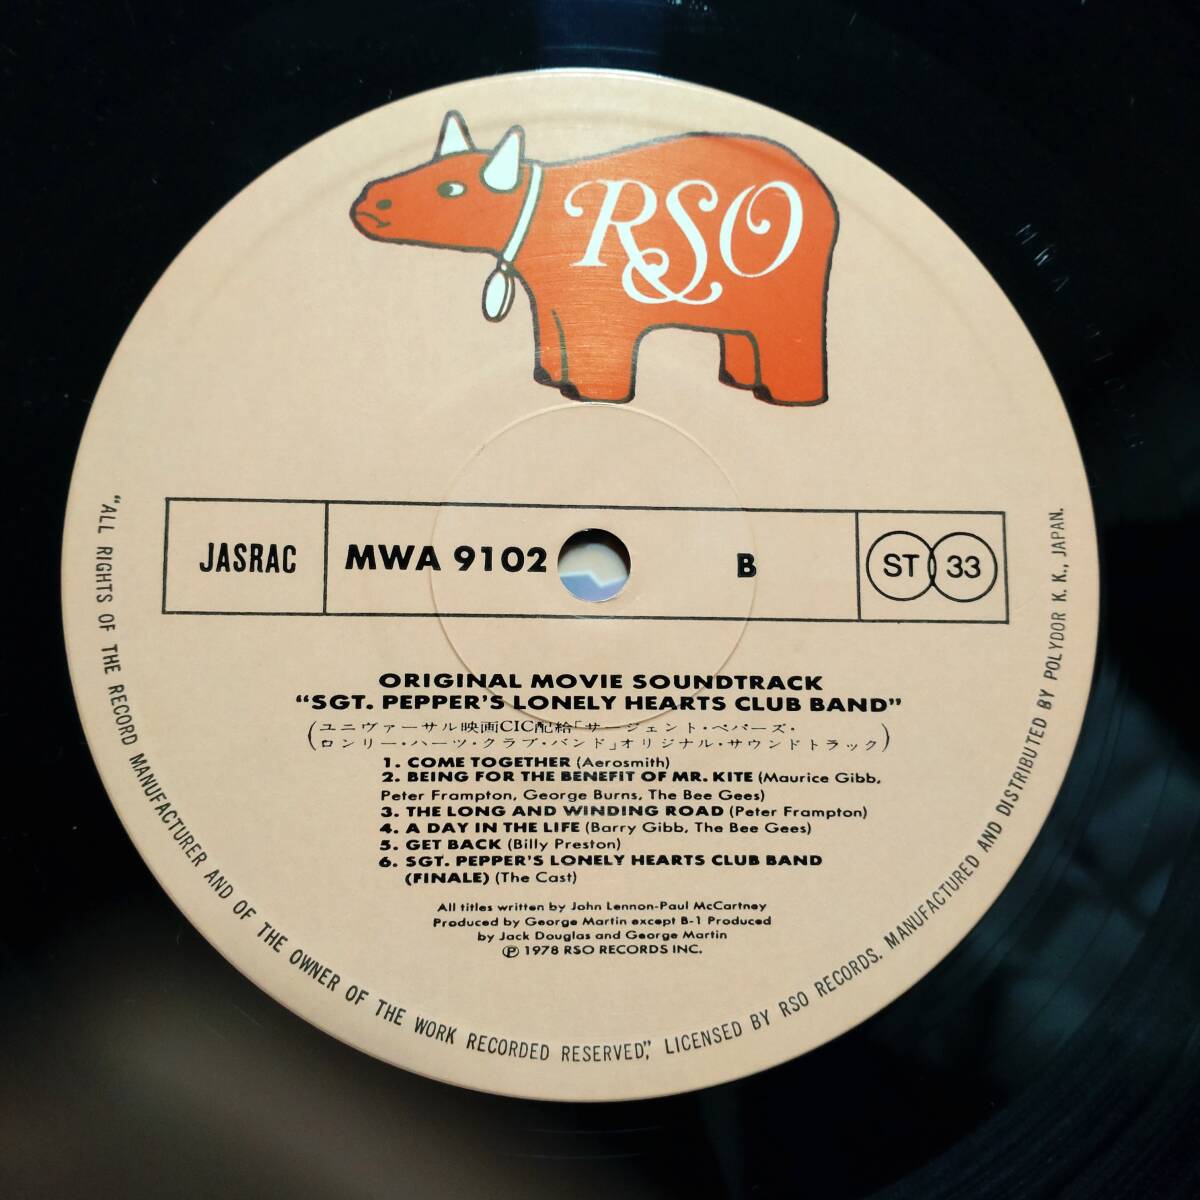 RSO
JASRAC
MWA 9102
B
ST 33
ORIGINAL MOVIE SOUNDTRACK
“SGT. PEPPER'S LONELY HEARTS CLUB BAND”
(ユニヴァーサル映画CIC配給「サージェント・ペパーズ・
ロンリー・ハーツ・クラブ・バンド」オリジナル・サウンドトラック)
1. COME TOGETHER (Aerosmith)
2. BEING FOR THE BENEFIT OF MR. KITE (Maurice Gibb,
Peter Frampton, George Burns, The Bee Gees)
3. THE LONG AND WINDING ROAD (Peter Frampton)
4. A DAY IN THE LIFE (Barry Gibb, The Bee Gees)
5. GET BACK (Billy Preston)
6. SGT. PEPPER'S LONELY HEARTS CLUB BAND
(FINALE) (The Cast)
All titles written by John Lennon-Paul McCartney
Produced by George Martin except B-1 Produced
by Jack Douglas and George Martin
Ⓟ 1978 RSO RECORDS INC.
“ALL RIGHTS OF THE RECORD MANUFACTURER AND OF THE OWNER OF THE WORK RECORDED RESERVED”, LICENSED BY RSO RECORDS. MANUFACTURED AND DISTRIBUTED BY POLYDOR K. K., JAPAN.